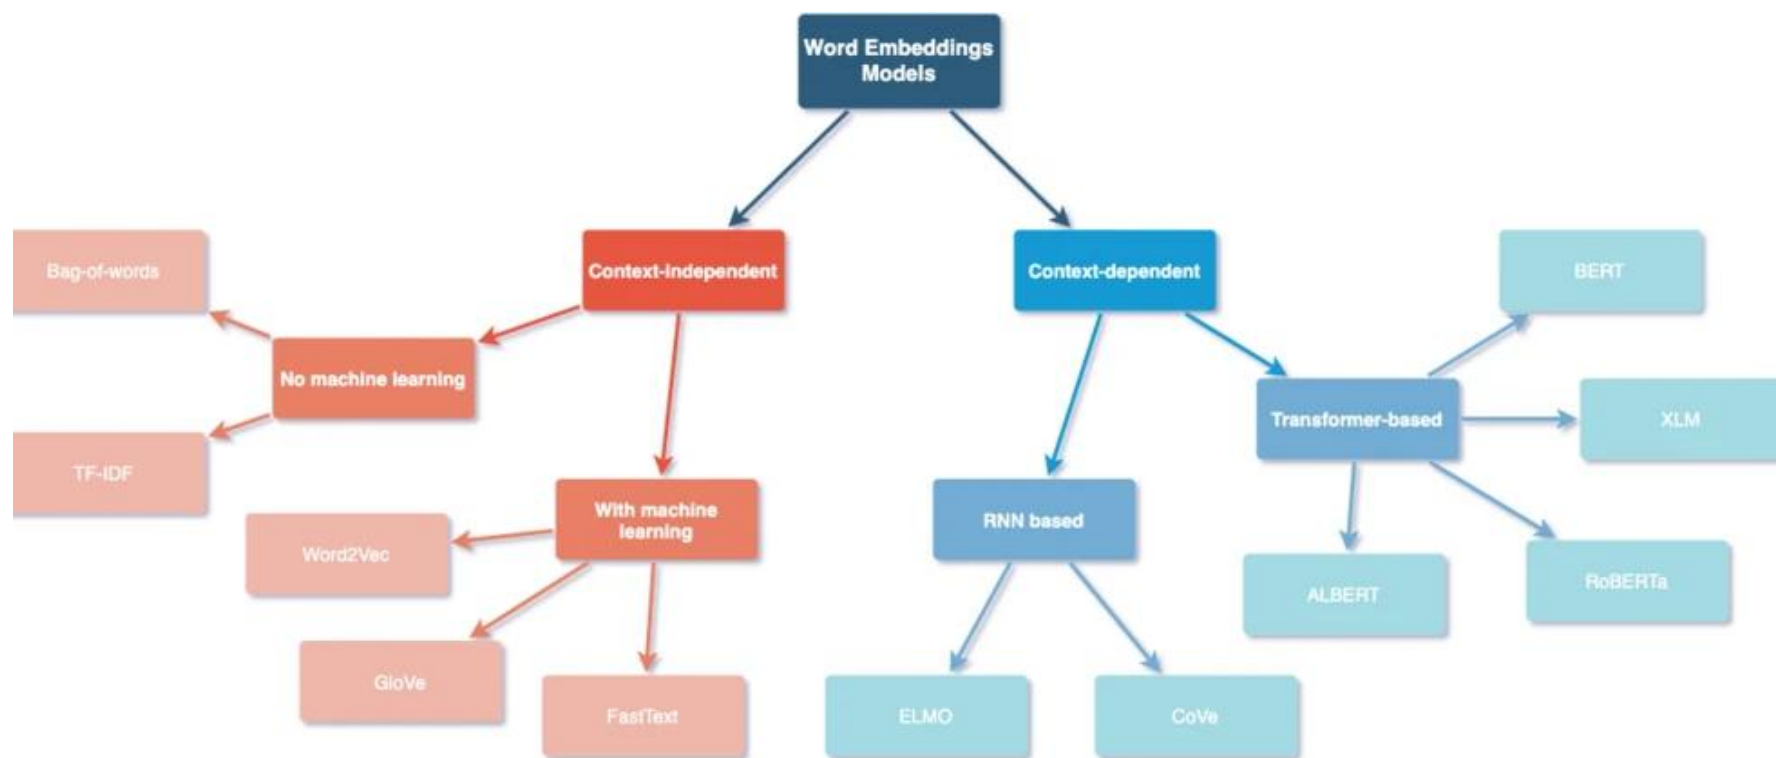 Word Embeddings
Models
Bag-of-words
Context-independent
Context-dependent
BERT
No machine learning
Transformer-based
XLM
TF-IDF
With machine
learning
RNN based
Word2Vec
ALBERT
RoBERTa
GloVe
FastText
ELMO
CoVe